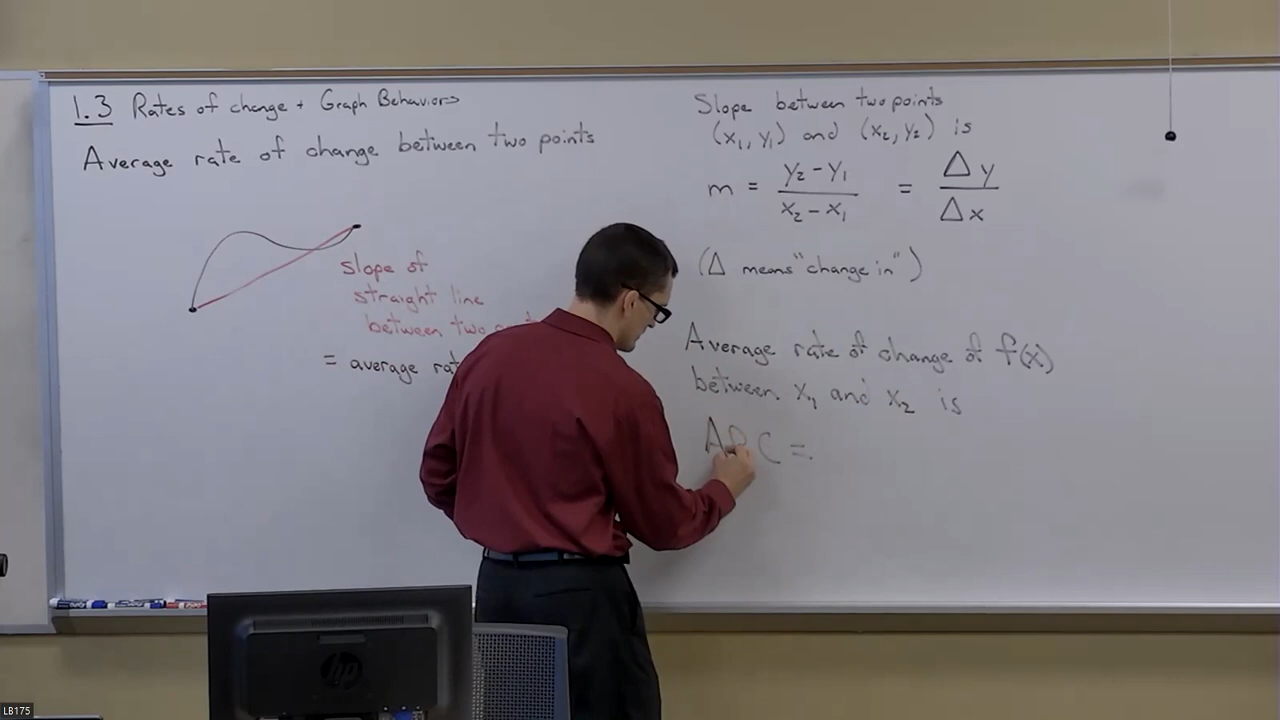 1.3 Rates of change + Graph Behaviors
Average rate of change between two points
slope of
straight line
between two
= average
Slope between two points
(x₁, y₁) and (x₂, y₂) is
m = y₂-y₁ / x₂-x₁ = Δy / Δx
(Δ means "change in")
Average rate of change of f(x)
between x₁ and x₂ is
ARC =
hp
LB175